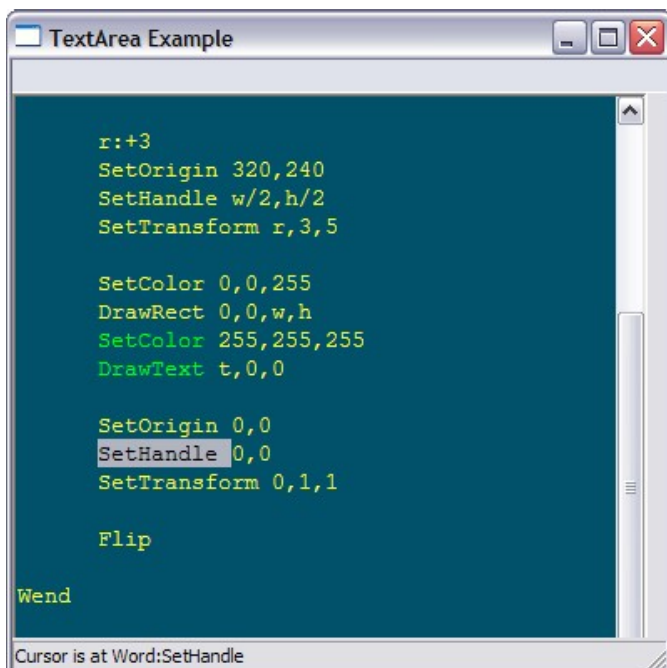 TextArea Example
r:+3
SetOrigin 320,240
SetHandle w/2,h/2
SetTransform r,3,5
SetColor 0,0,255
DrawRect 0,0,w,h
SetColor 255,255,255
DrawText t,0,0
SetOrigin 0,0
SetHandle 0,0
SetTransform 0,1,1
Flip
Wend
Cursor is at Word:SetHandle